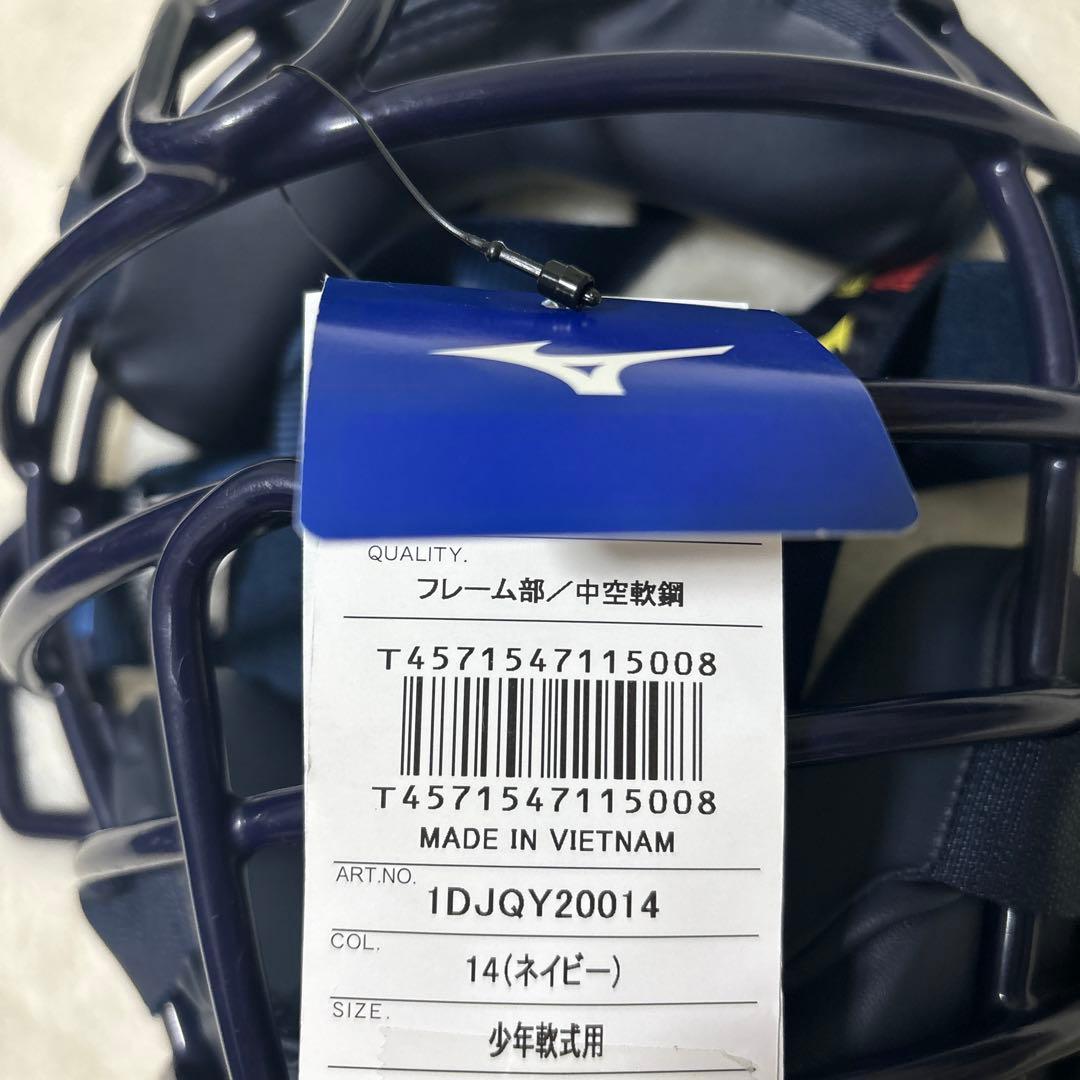 QUALITY.
フレーム部／中空軟鋼
T4571547115008
T4571547115008
MADE IN VIETNAM
ART.NO.
1DJQY20014
COL.
14(ネイビー)
SIZE.
少年軟式用